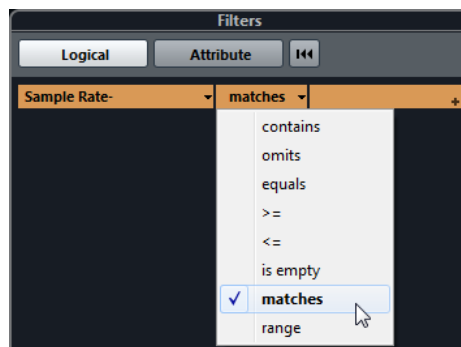 Filters
Logical Attribute
Sample Rate- matches
contains
omits
equals
>=
<=
is empty
✓ matches
range